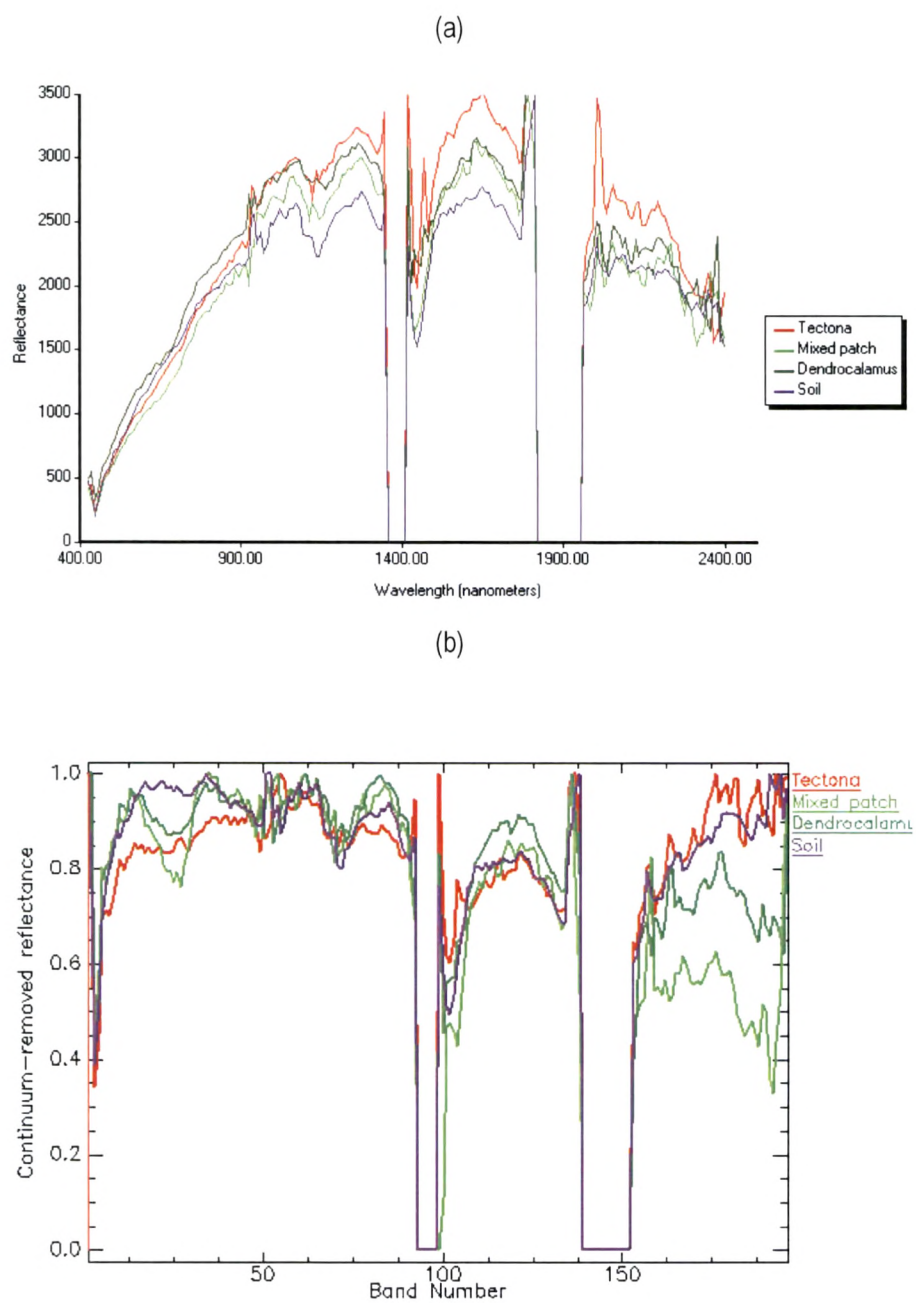 (a)
3500
3000
2500
2000
1500
1000
500
0
Reflectance
400.00 900.00 1400.00 1900.00 2400.00
Wavelength (nanometers)
Tectona
Mixed patch
Dendrocalamus
Soil
(b)
1.0
0.8
0.6
0.4
0.2
0.0
Continuum-removed reflectance
50 100 150
Band Number
Tectona
Mixed patch
Dendrocalamu
Soil